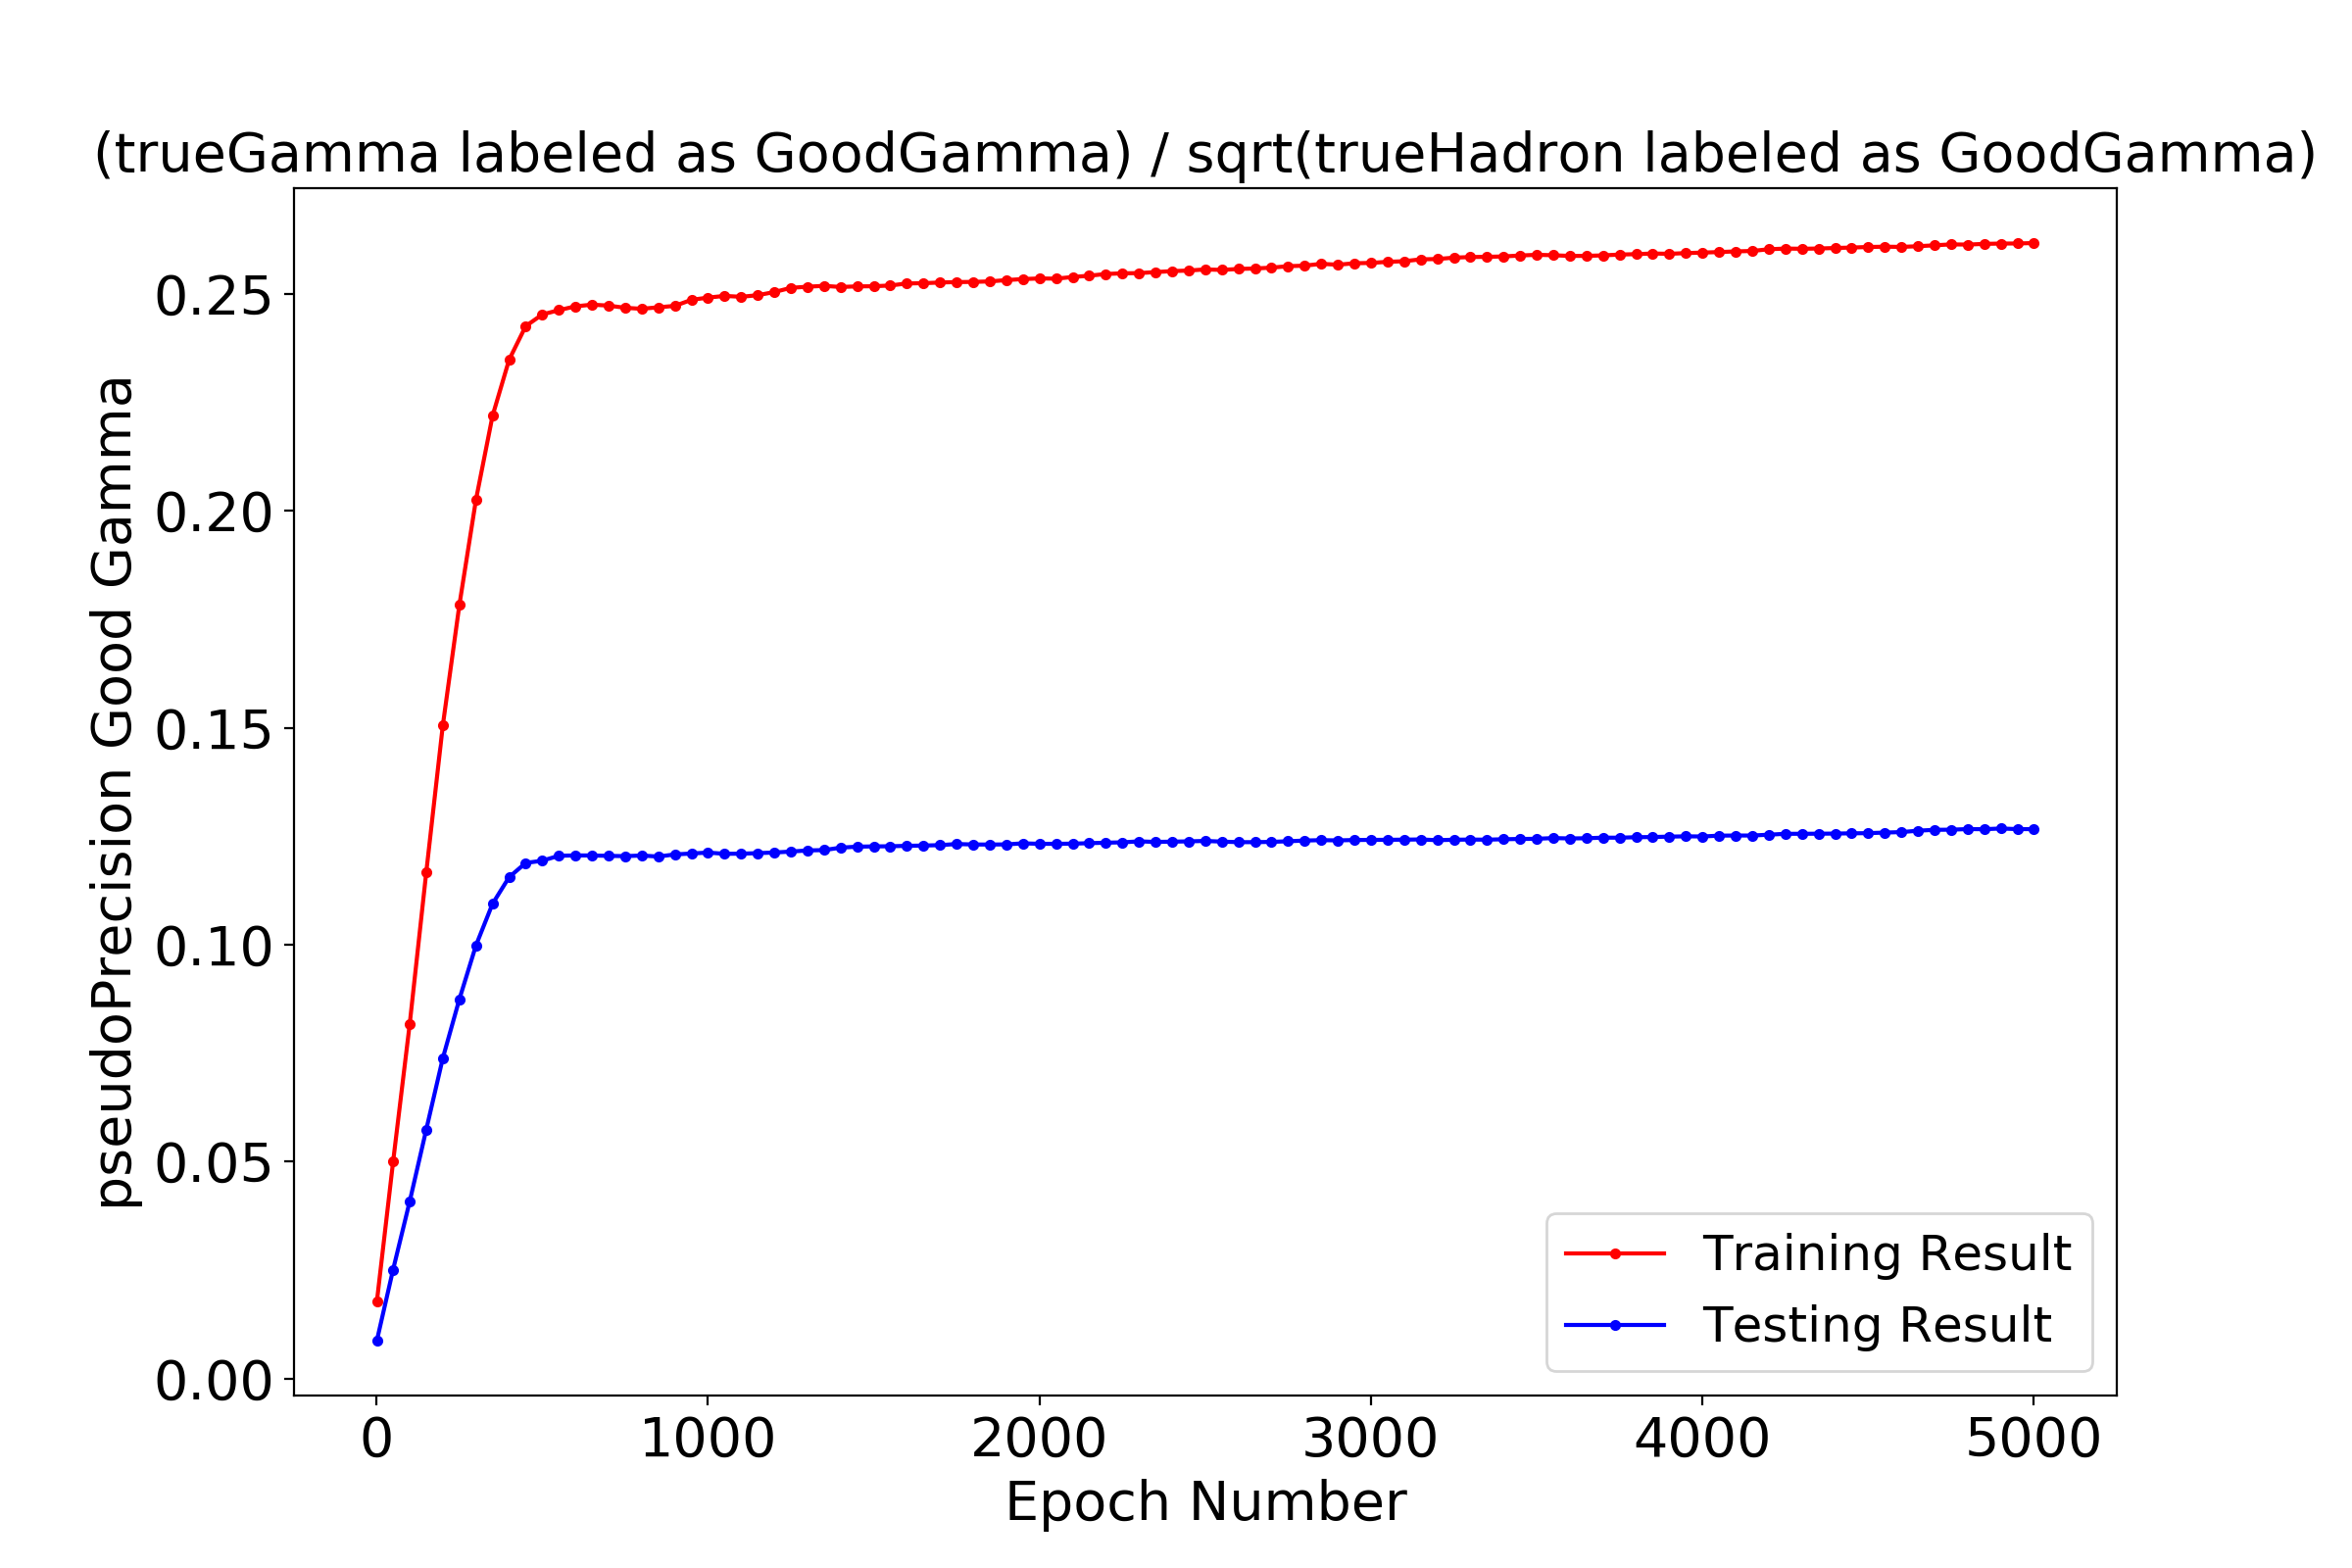 (trueGamma labeled as GoodGamma) / sqrt(trueHadron labeled as GoodGamma)
pseudoPrecision Good Gamma
0.25
0.20
0.15
0.10
0.05
0.00
Training Result
Testing Result
0 1000 2000 3000 4000 5000
Epoch Number